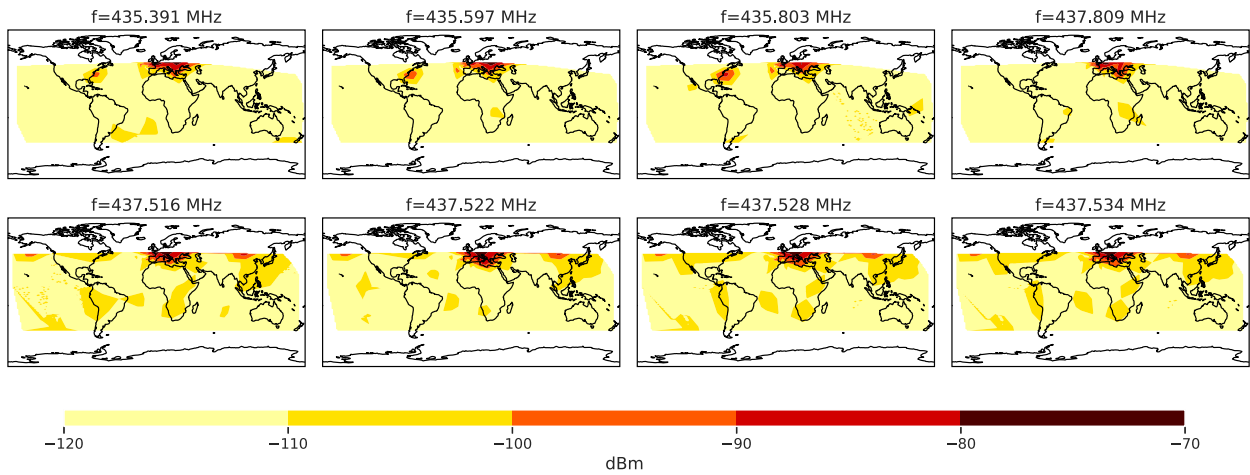 f=435.391 MHz
f=435.597 MHz
f=435.803 MHz
f=437.809 MHz
f=437.516 MHz
f=437.522 MHz
f=437.528 MHz
f=437.534 MHz
−120
−110
−100
−90
−80
−70
dBm